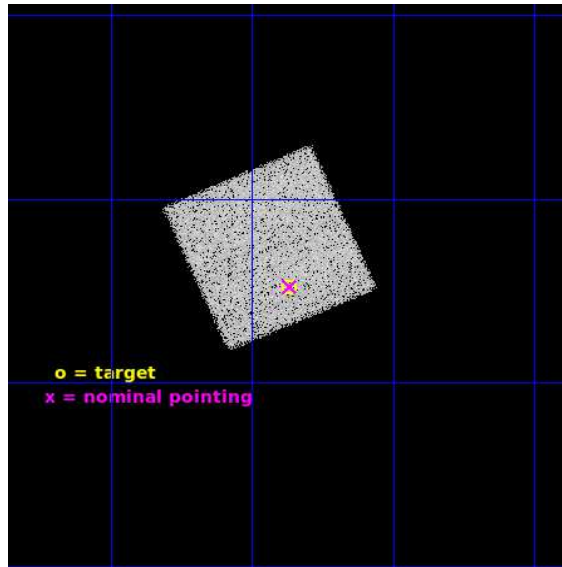 o = target
x = nominal pointing